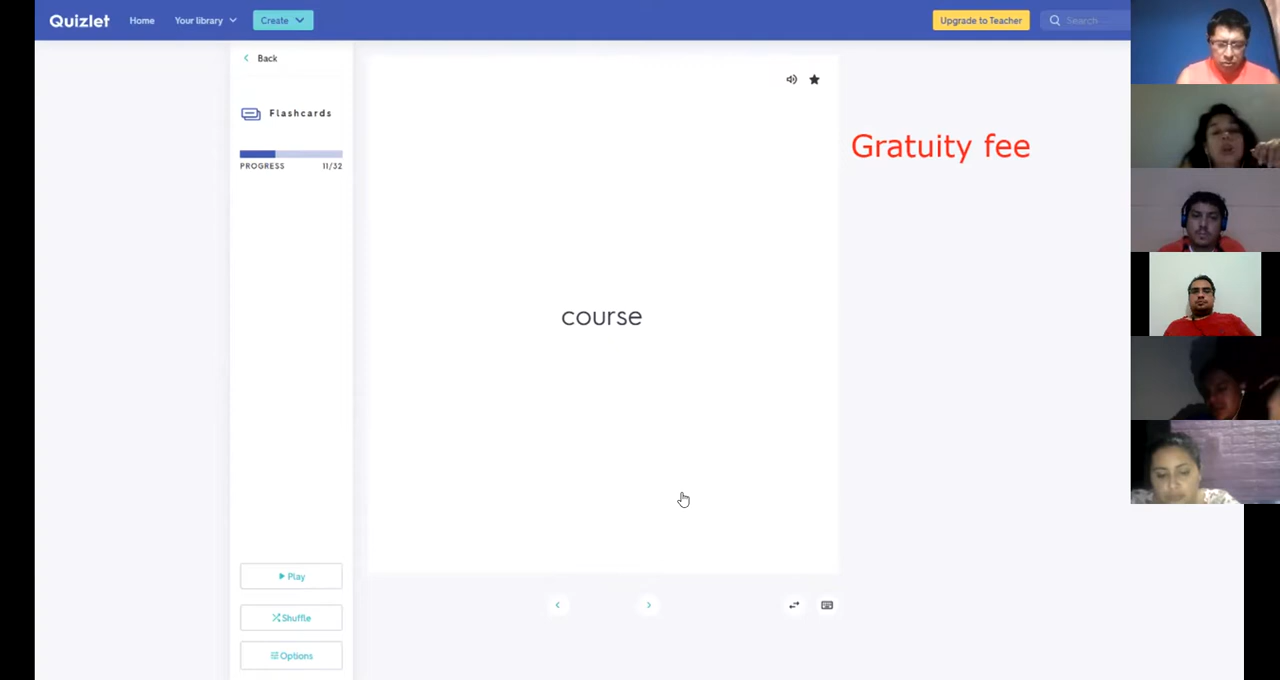 Quizlet Home Your library Create Upgrade to Teacher Search
Back
Flashcards
PROGRESS 11/32
Gratuity fee
course
Play
Shuffle
Options